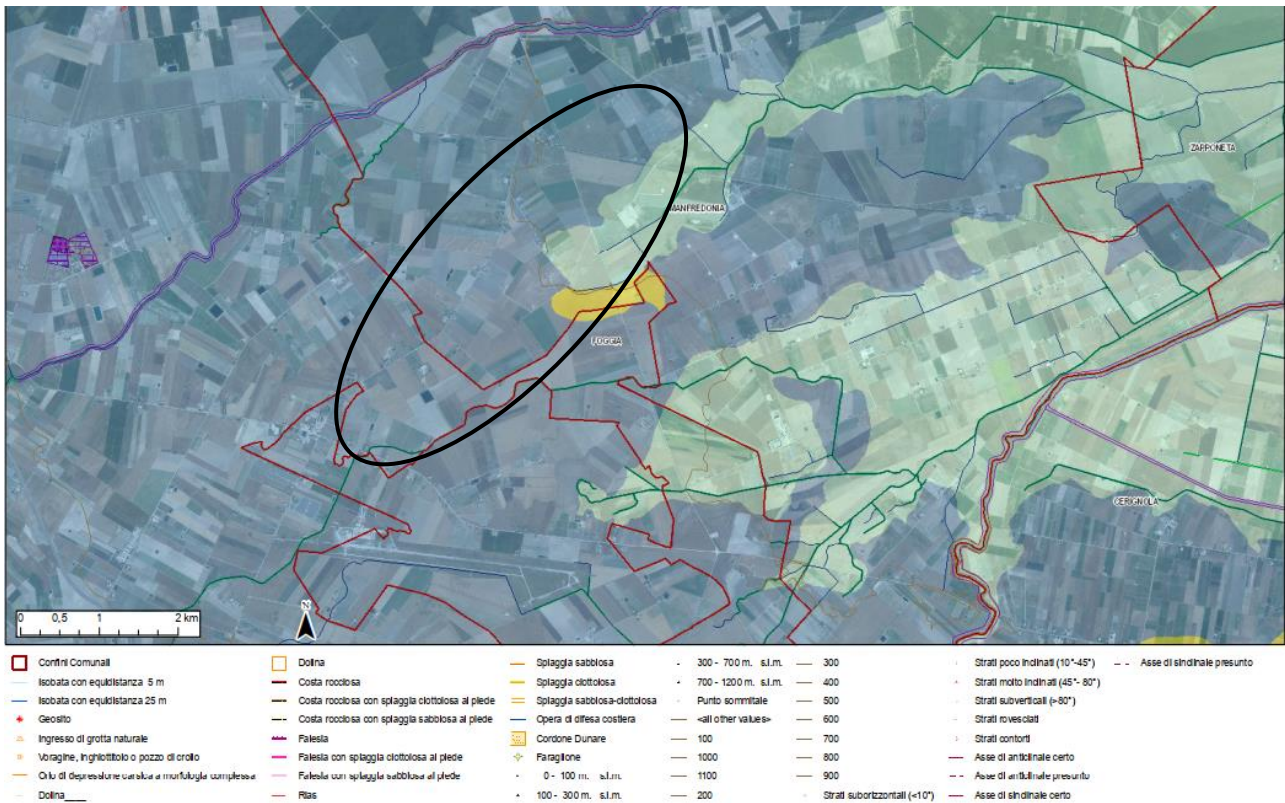 ZAPPONETA
MANFREDONIA
FOGGIA
CERIGNOLA
0 0,5 1 2 km
N
Confini Comunali
Isobata con equidistanza 5 m
Isobata con equidistanza 25 m
Geosito
Ingresso di grotta naturale
Voragine, inghiottitoio o pozzo di crollo
Orlo di depressione carsica a morfologia complessa
Dolina____
Dolina
Costa rocciosa
Costa rocciosa con spiaggia ciottolosa al piede
Costa rocciosa con spiaggia sabbiosa al piede
Falesia
Falesia con spiaggia ciottolosa al piede
Falesia con spiaggia sabbiosa al piede
Rias
Spiaggia sabbiosa
Spiaggia ciottolosa
Spiaggia sabbiosa-ciottolosa
Opera di difesa costiera
Cordone Dunare
Faraglione
0 - 100 m. s.l.m.
100 - 300 m. s.l.m.
300 - 700 m. s.l.m.
700 - 1200 m. s.l.m.
Punto sommitale
<all other values>
100
1000
1100
200
300
400
500
600
700
800
900
Strati suborizzontali (<10°)
Strati poco inclinati (10°-45°)
Strati molto inclinati (45°- 80°)
Strati subverticali (>80°)
Strati rovesciati
Strati contorti
Asse di anticlinale certo
Asse di anticlinale presunto
Asse di sinclinale certo
Asse di sinclinale presunto